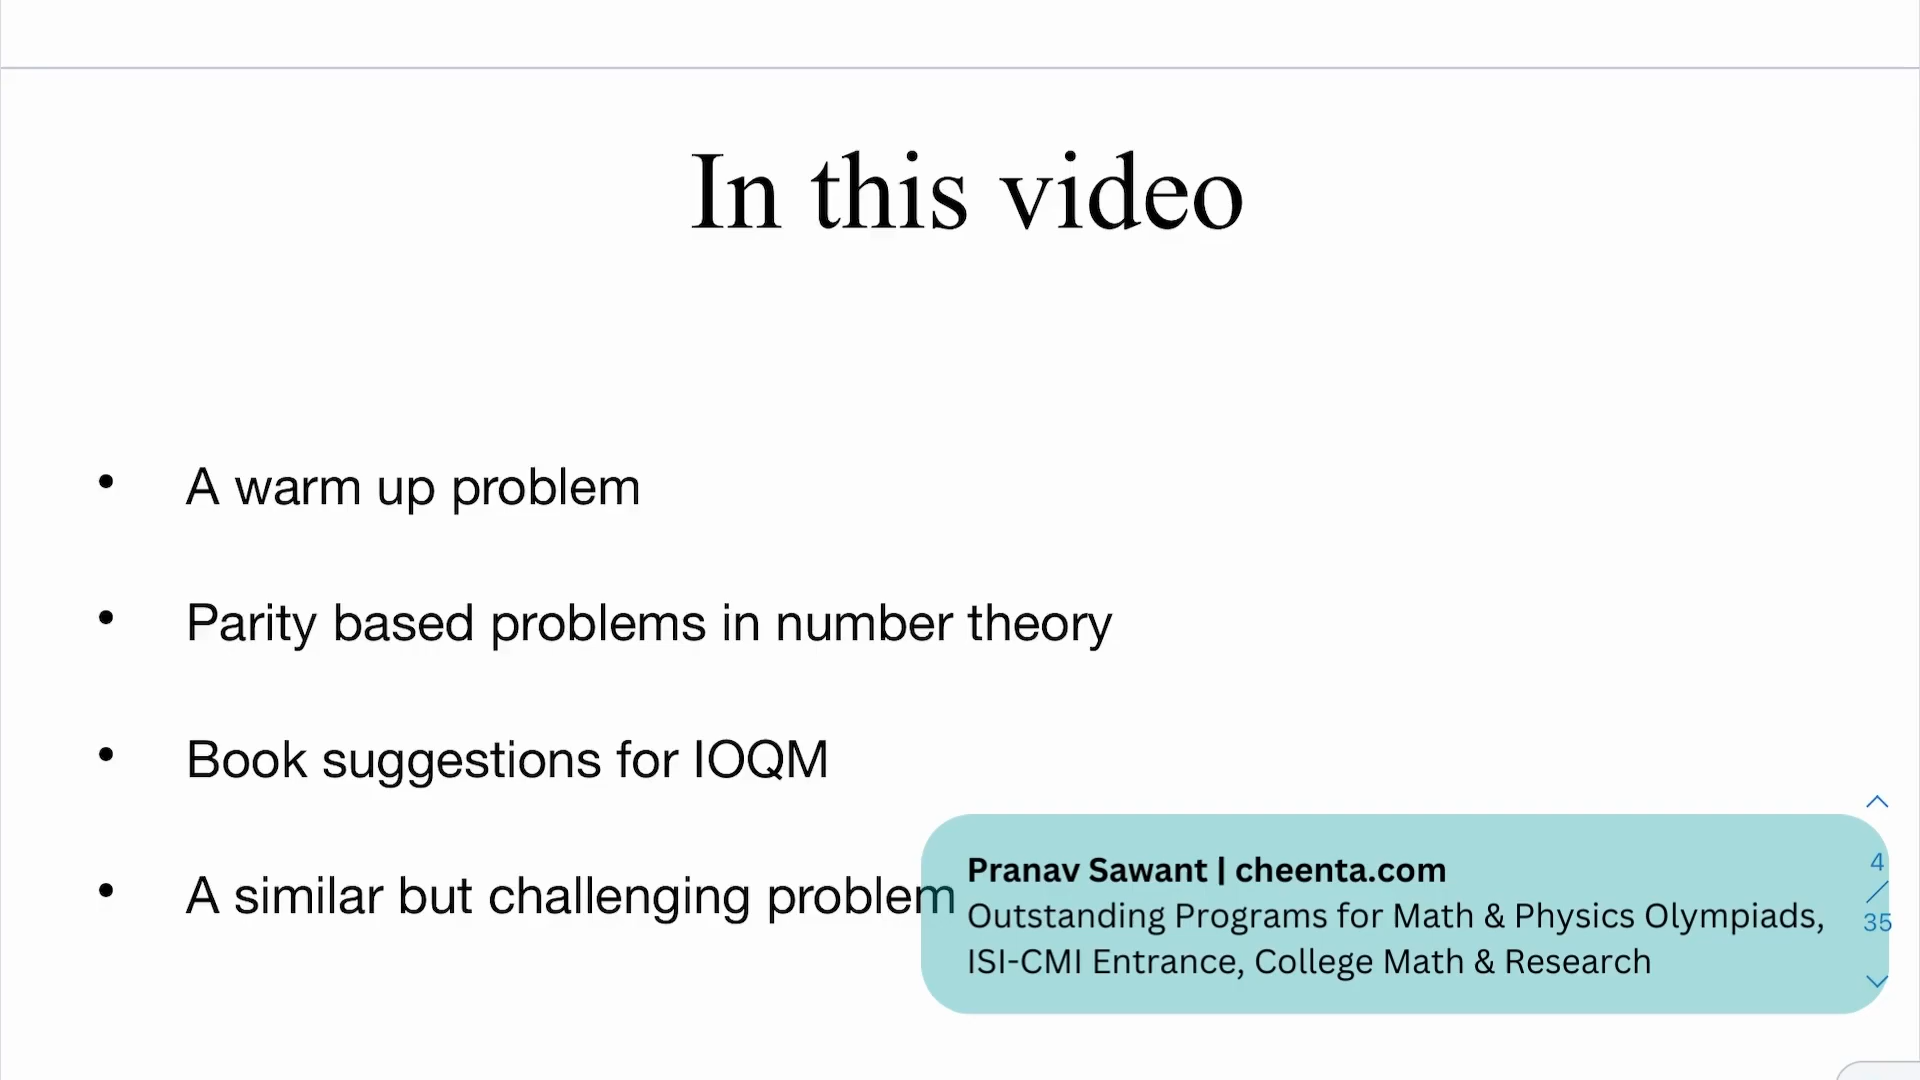 In this video
• A warm up problem
• Parity based problems in number theory
• Book suggestions for IOQM
• A similar but challenging problem
Pranav Sawant | cheenta.com
Outstanding Programs for Math & Physics Olympiads,
ISI-CMI Entrance, College Math & Research
4
/
35